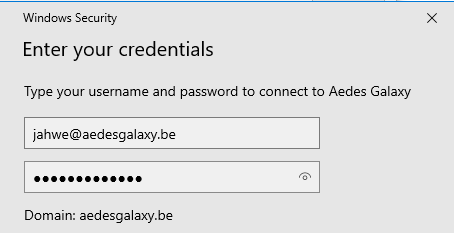 Windows Security
Enter your credentials
Type your username and password to connect to Aedes Galaxy
jahwe@aedesgalaxy.be
●●●●●●●●●●●●●
Domain: aedesgalaxy.be